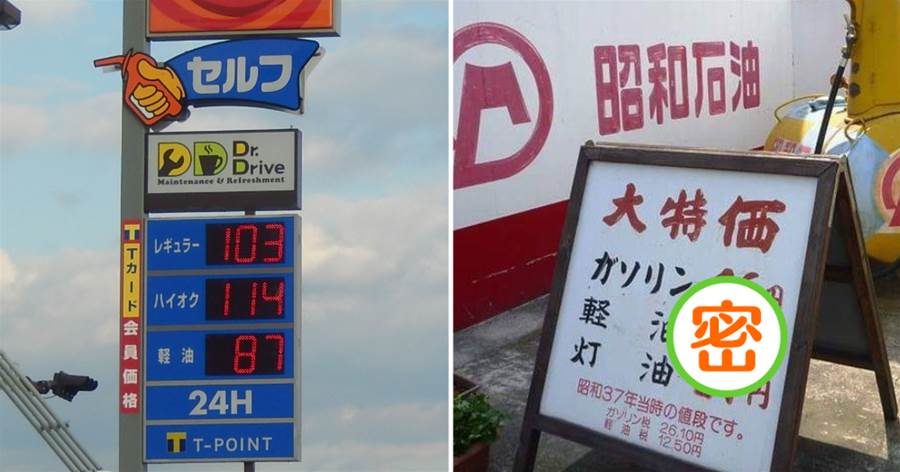 セルフ
Dr.
Drive
Maintenance & Refreshment
レギュラー 103
ハイオク 114
軽油 87
24H
T T-POINT
T
Tカード
会員価格
昭和石油
大特価
ガソリン
軽 油
灯 油
密
昭和37年当時の値段です。
ガソリン税 26.10円
軽油税 12.50円